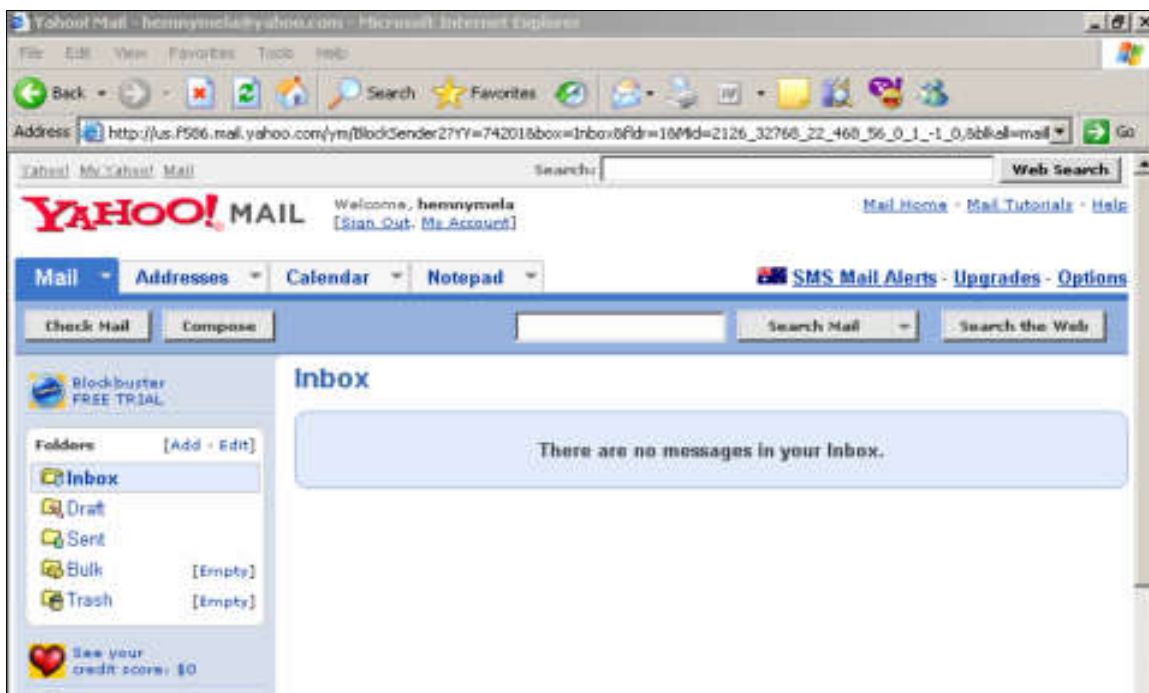 Yahoo! Mail - hemnymela@yahoo.com - Microsoft Internet Explorer
File Edit View Favorites Tools Help
Back Search Favorites
Address http://us.f586.mail.yahoo.com/ym/BlockSender?YY=74201&box=Inbox&fldr=1&Mid=2126_32768_22_468_56_0_1_-1_0,&blkall=mail Go
Yahoo! My Yahoo! Mail Search: Web Search
YAHOO! MAIL Welcome, hemnymela
[Sign Out, My Account] Mail Home - Mail Tutorials - Help
Mail Addresses Calendar Notepad SMS Mail Alerts - Upgrades - Options
Check Mail Compose Search Mail Search the Web
Blockbuster
FREE TRIAL
Inbox
Folders [Add - Edit]
There are no messages in your Inbox.
Inbox
Draft
Sent
Bulk [Empty]
Trash [Empty]
See your
credit score: $0